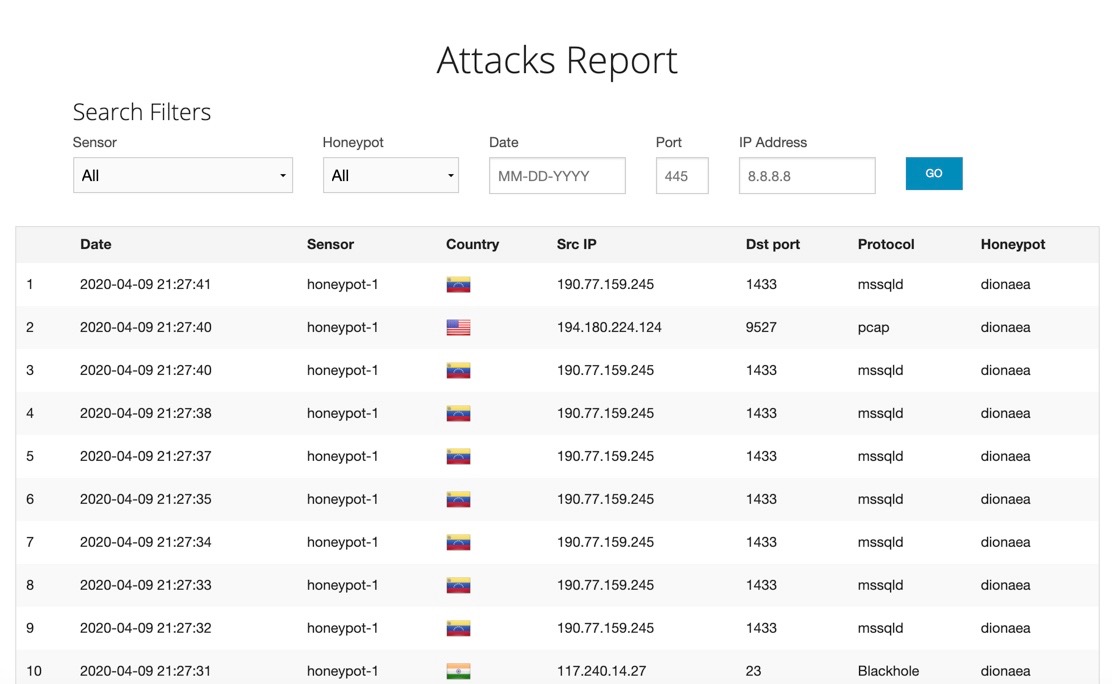 Attacks Report
Search Filters
Sensor Honeypot Date Port IP Address
All All MM-DD-YYYY 445 8.8.8.8 GO
Date Sensor Country Src IP Dst port Protocol Honeypot
1 2020-04-09 21:27:41 honeypot-1 190.77.159.245 1433 mssqld dionaea
2 2020-04-09 21:27:40 honeypot-1 194.180.224.124 9527 pcap dionaea
3 2020-04-09 21:27:40 honeypot-1 190.77.159.245 1433 mssqld dionaea
4 2020-04-09 21:27:38 honeypot-1 190.77.159.245 1433 mssqld dionaea
5 2020-04-09 21:27:37 honeypot-1 190.77.159.245 1433 mssqld dionaea
6 2020-04-09 21:27:35 honeypot-1 190.77.159.245 1433 mssqld dionaea
7 2020-04-09 21:27:34 honeypot-1 190.77.159.245 1433 mssqld dionaea
8 2020-04-09 21:27:33 honeypot-1 190.77.159.245 1433 mssqld dionaea
9 2020-04-09 21:27:32 honeypot-1 190.77.159.245 1433 mssqld dionaea
10 2020-04-09 21:27:31 honeypot-1 117.240.14.27 23 Blackhole dionaea